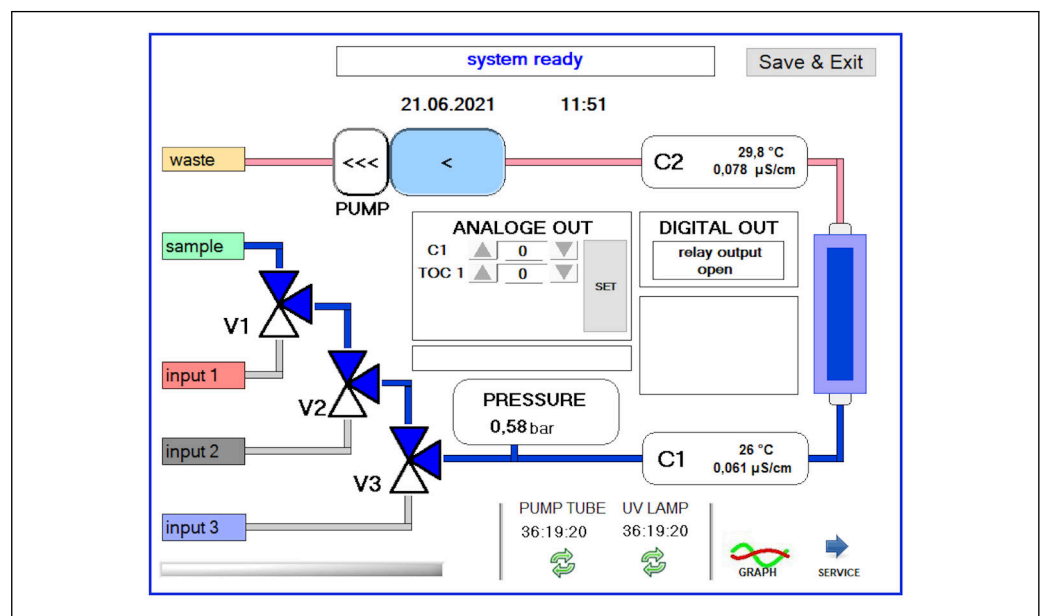 system ready
Save & Exit
21.06.2021 11:51
waste
<<<
<
C2
29,8 °C
0,078 µS/cm
PUMP
sample
ANALOGE OUT
C1 0
TOC 1 0
SET
DIGITAL OUT
relay output
open
V1
input 1
V2
PRESSURE
0,58 bar
input 2
V3
C1
26 °C
0,061 µS/cm
input 3
PUMP TUBE UV LAMP
36:19:20 36:19:20
GRAPH
SERVICE